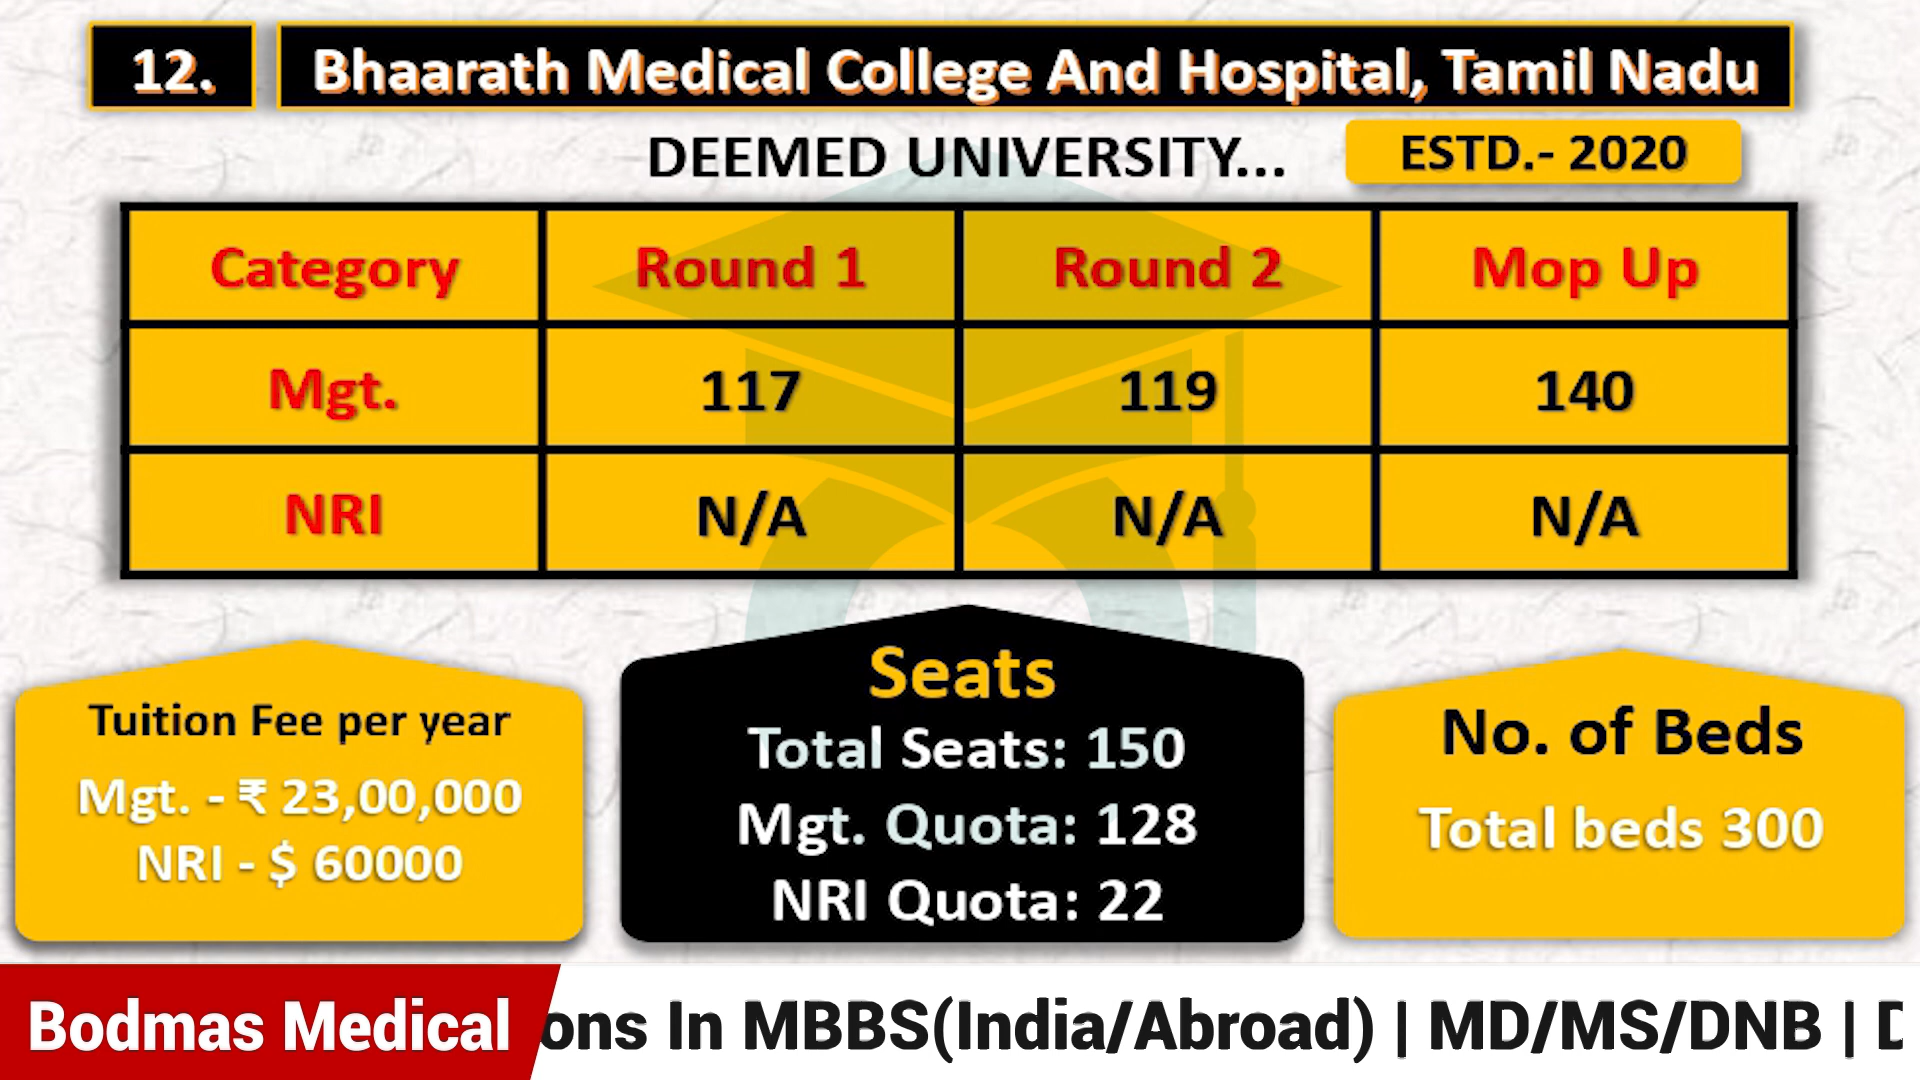 12. Bhaarath Medical College And Hospital, Tamil Nadu
DEEMED UNIVERSITY... ESTD.- 2020
Category Round 1 Round 2 Mop Up
Mgt. 117 119 140
NRI N/A N/A N/A
Tuition Fee per year
Mgt. - ₹ 23,00,000
NRI - $ 60000
Seats
Total Seats: 150
Mgt. Quota: 128
NRI Quota: 22
No. of Beds
Total beds 300
Bodmas Medical ons In MBBS(India/Abroad) | MD/MS/DNB |